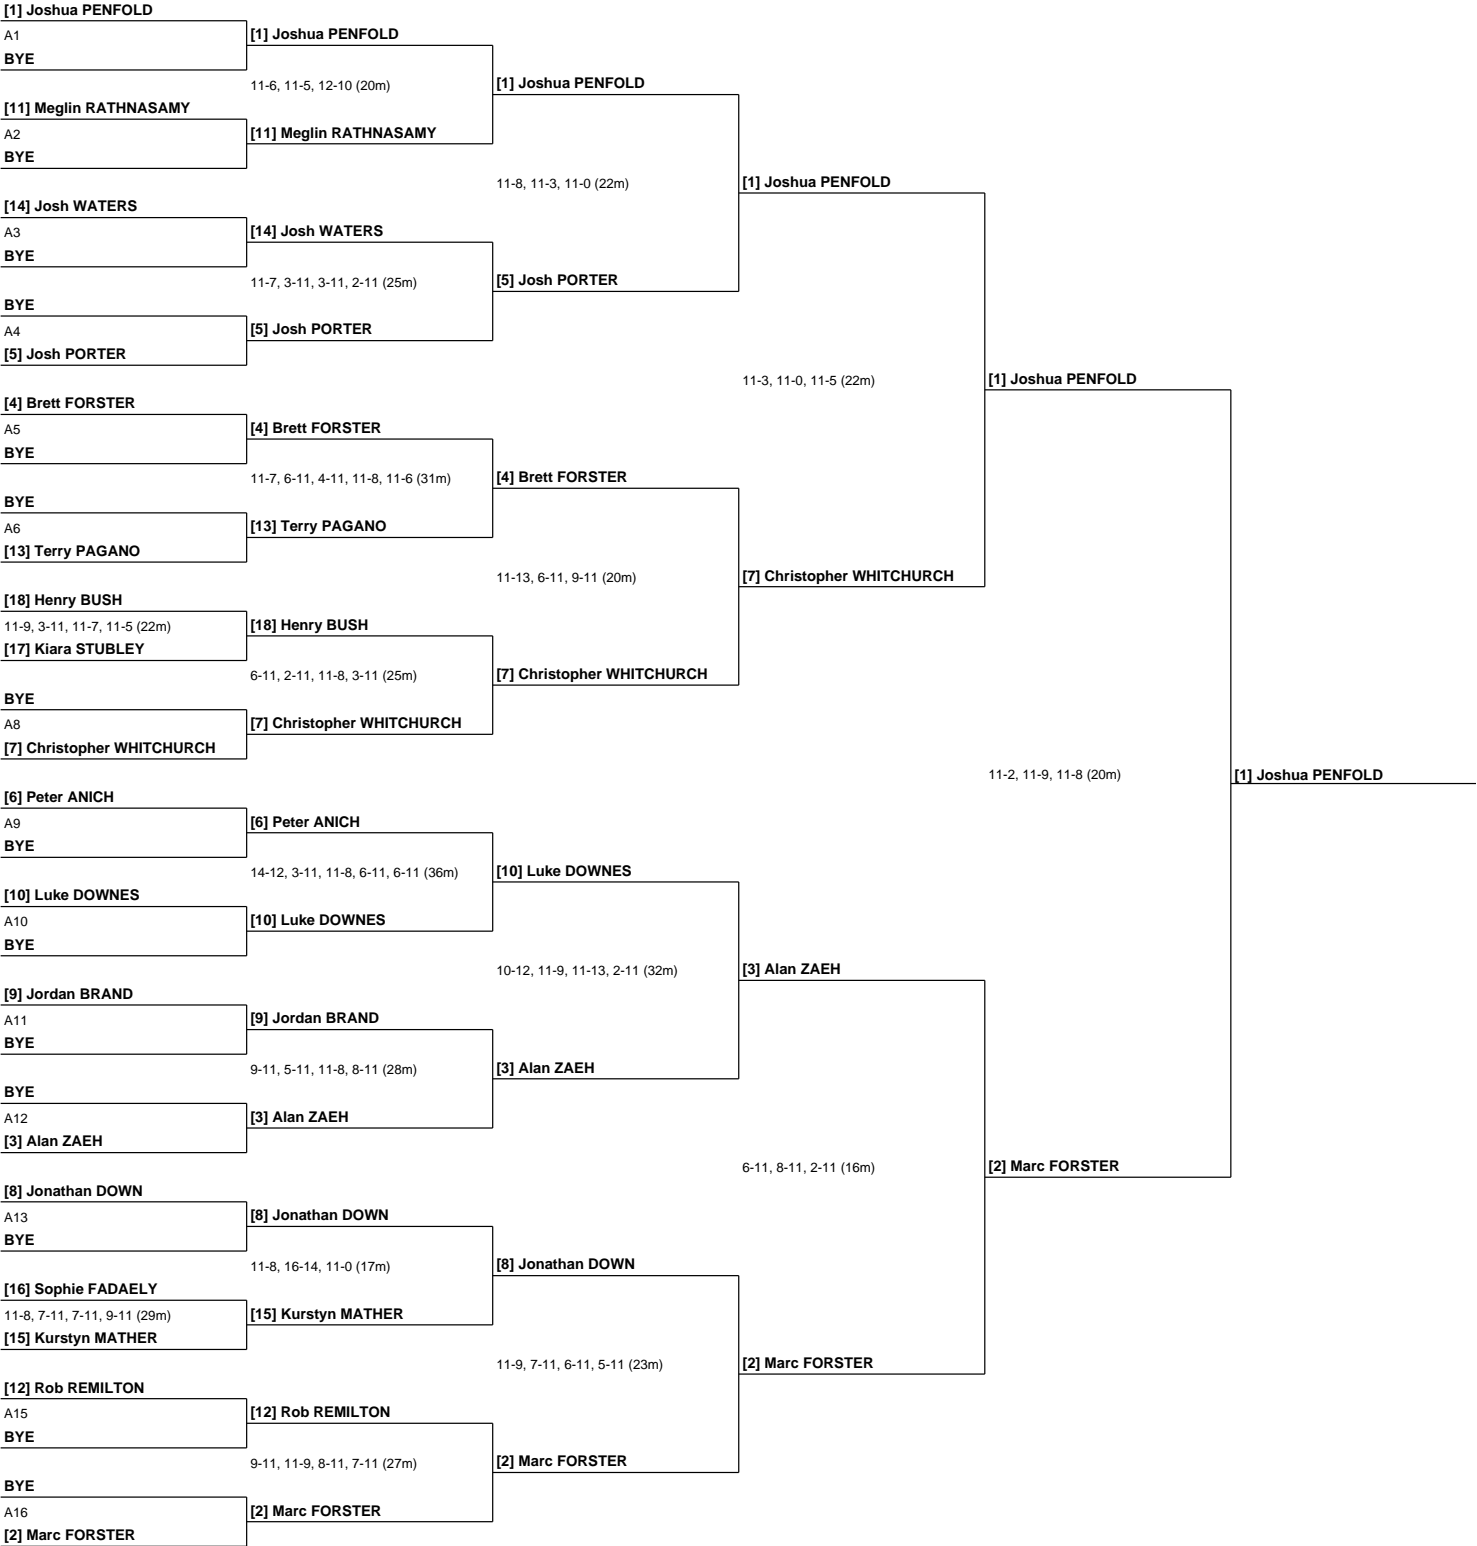 [1] Joshua PENFOLD
A1
BYE
[11] Meglin RATHNASAMY
A2
BYE
[14] Josh WATERS
A3
BYE
BYE
A4
[5] Josh PORTER
[4] Brett FORSTER
A5
BYE
BYE
A6
[13] Terry PAGANO
[18] Henry BUSH
11-9, 3-11, 11-7, 11-5 (22m)
[17] Kiara STUBLEY
BYE
A8
[7] Christopher WHITCHURCH
[6] Peter ANICH
A9
BYE
[10] Luke DOWNES
A10
BYE
[9] Jordan BRAND
A11
BYE
BYE
A12
[3] Alan ZAEH
[8] Jonathan DOWN
A13
BYE
[16] Sophie FADAELY
11-8, 7-11, 7-11, 9-11 (29m)
[15] Kurstyn MATHER
[12] Rob REMILTON
A15
BYE
BYE
A16
[2] Marc FORSTER
[1] Joshua PENFOLD
11-6, 11-5, 12-10 (20m)
[11] Meglin RATHNASAMY
[14] Josh WATERS
11-7, 3-11, 3-11, 2-11 (25m)
[5] Josh PORTER
[4] Brett FORSTER
11-7, 6-11, 4-11, 11-8, 11-6 (31m)
[13] Terry PAGANO
[18] Henry BUSH
6-11, 2-11, 11-8, 3-11 (25m)
[7] Christopher WHITCHURCH
[6] Peter ANICH
14-12, 3-11, 11-8, 6-11, 6-11 (36m)
[10] Luke DOWNES
[9] Jordan BRAND
9-11, 5-11, 11-8, 8-11 (28m)
[3] Alan ZAEH
[8] Jonathan DOWN
11-8, 16-14, 11-0 (17m)
[15] Kurstyn MATHER
[12] Rob REMILTON
9-11, 11-9, 8-11, 7-11 (27m)
[2] Marc FORSTER
[1] Joshua PENFOLD
11-8, 11-3, 11-0 (22m)
[5] Josh PORTER
[4] Brett FORSTER
11-13, 6-11, 9-11 (20m)
[7] Christopher WHITCHURCH
[10] Luke DOWNES
10-12, 11-9, 11-13, 2-11 (32m)
[3] Alan ZAEH
[8] Jonathan DOWN
11-9, 7-11, 6-11, 5-11 (23m)
[2] Marc FORSTER
[1] Joshua PENFOLD
11-3, 11-0, 11-5 (22m)
[7] Christopher WHITCHURCH
[3] Alan ZAEH
6-11, 8-11, 2-11 (16m)
[2] Marc FORSTER
[1] Joshua PENFOLD
11-2, 11-9, 11-8 (20m)
[2] Marc FORSTER
[1] Joshua PENFOLD